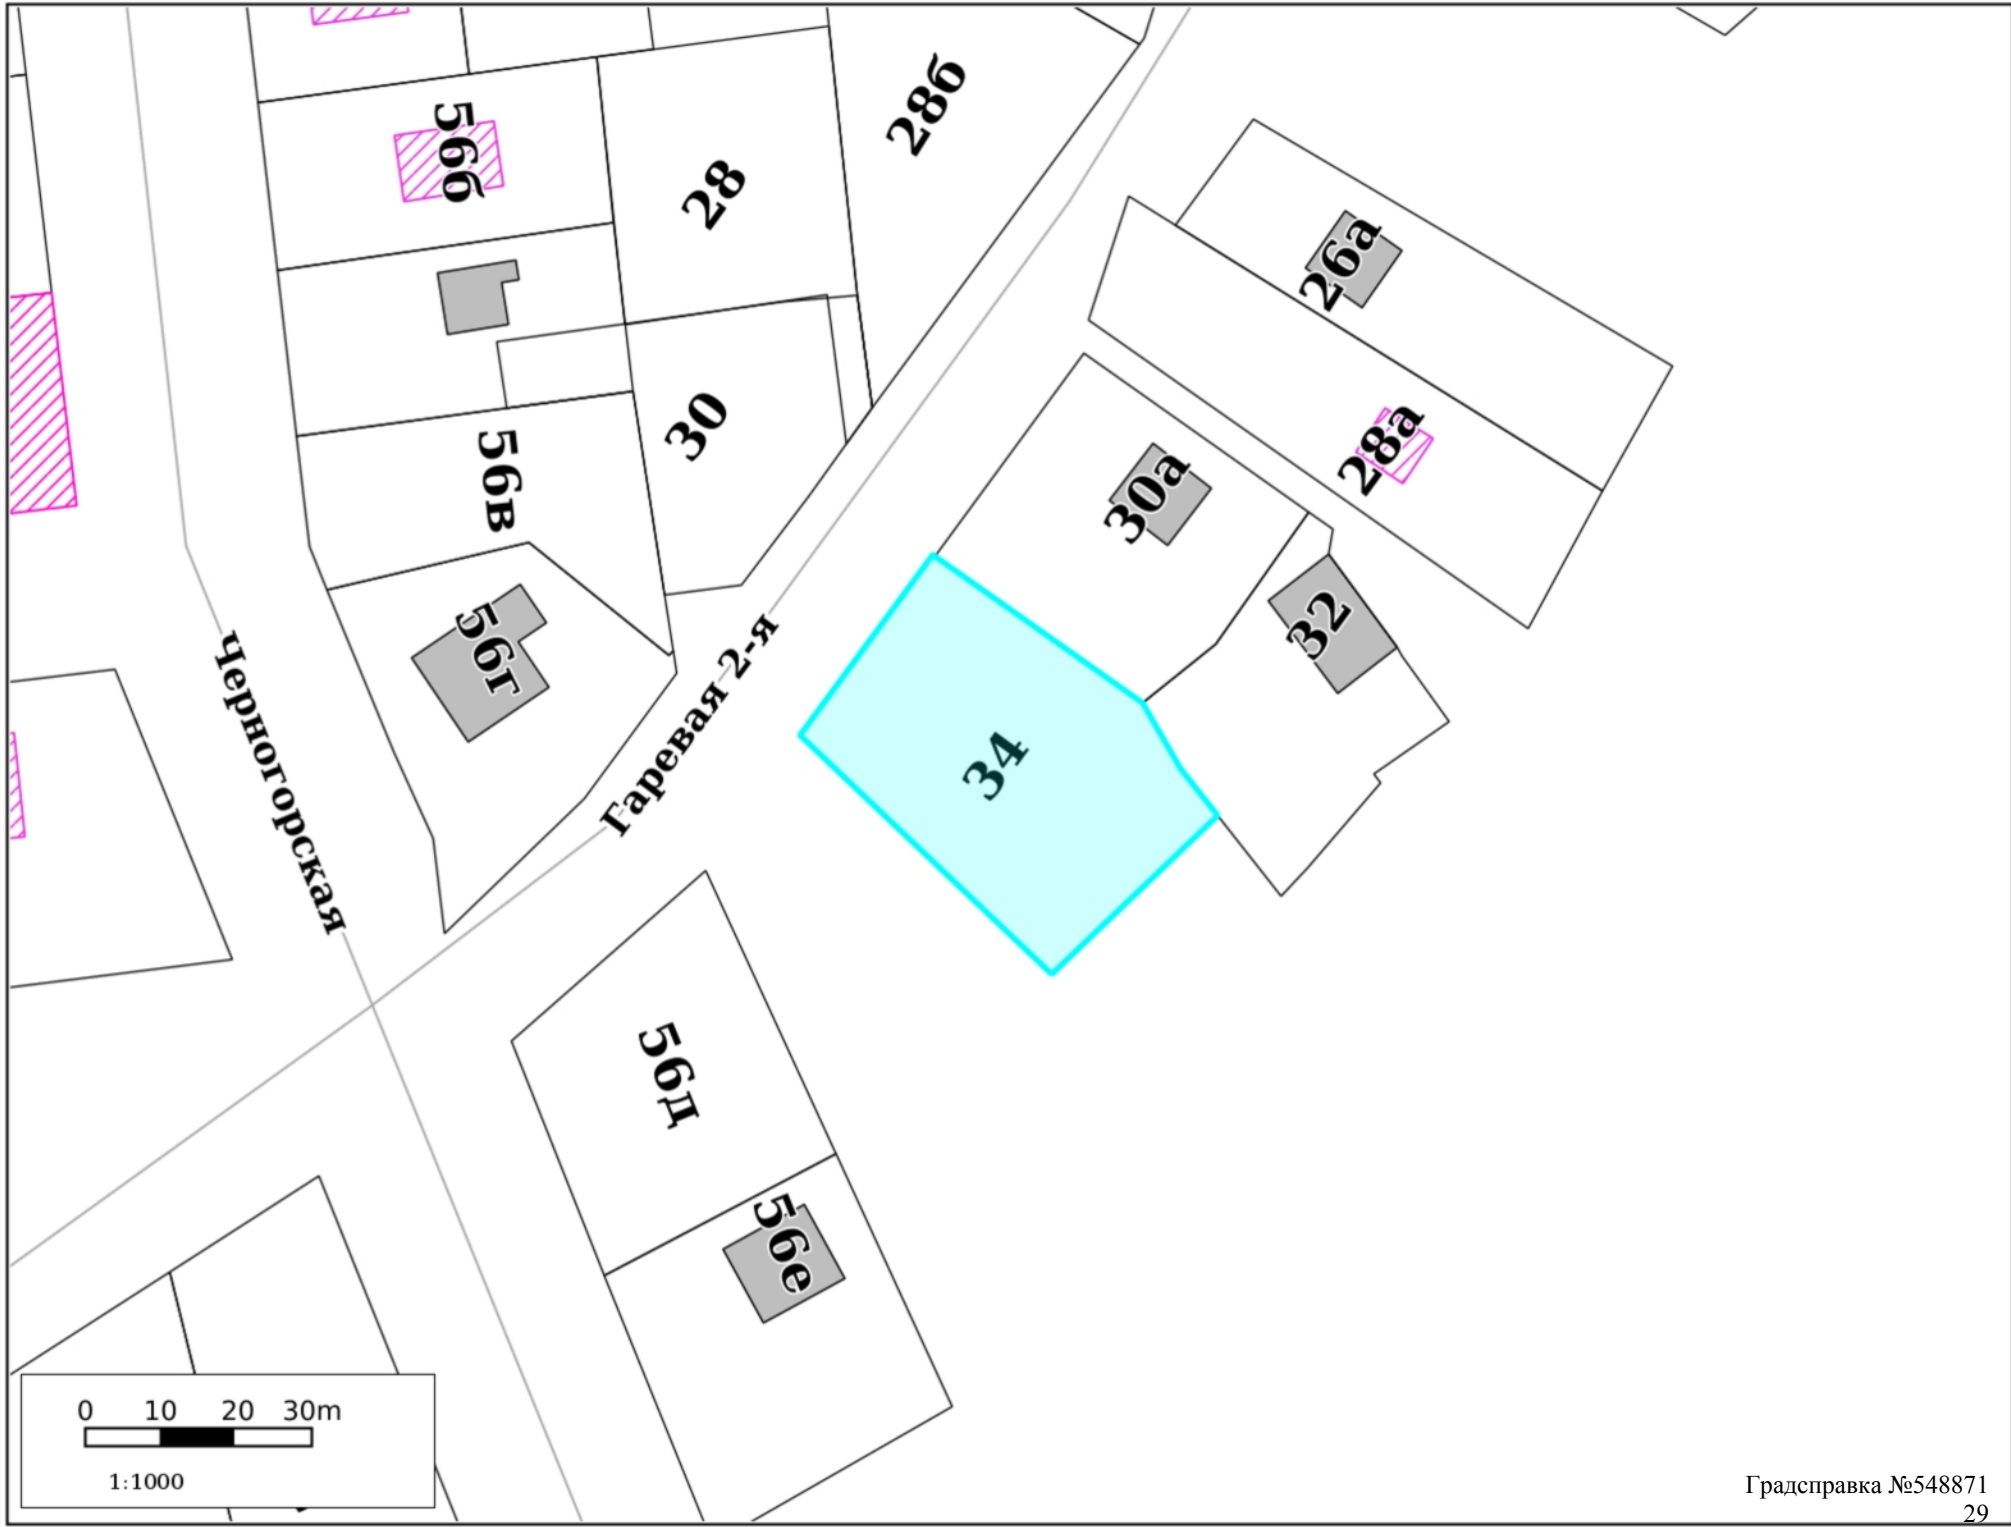 28б
56б
28
26а
30
28а
56в
30а
32
56г
Гаревая 2-я
Черногорская
34
56д
56е
0 10 20 30m
1:1000
Градсправка №548871
29